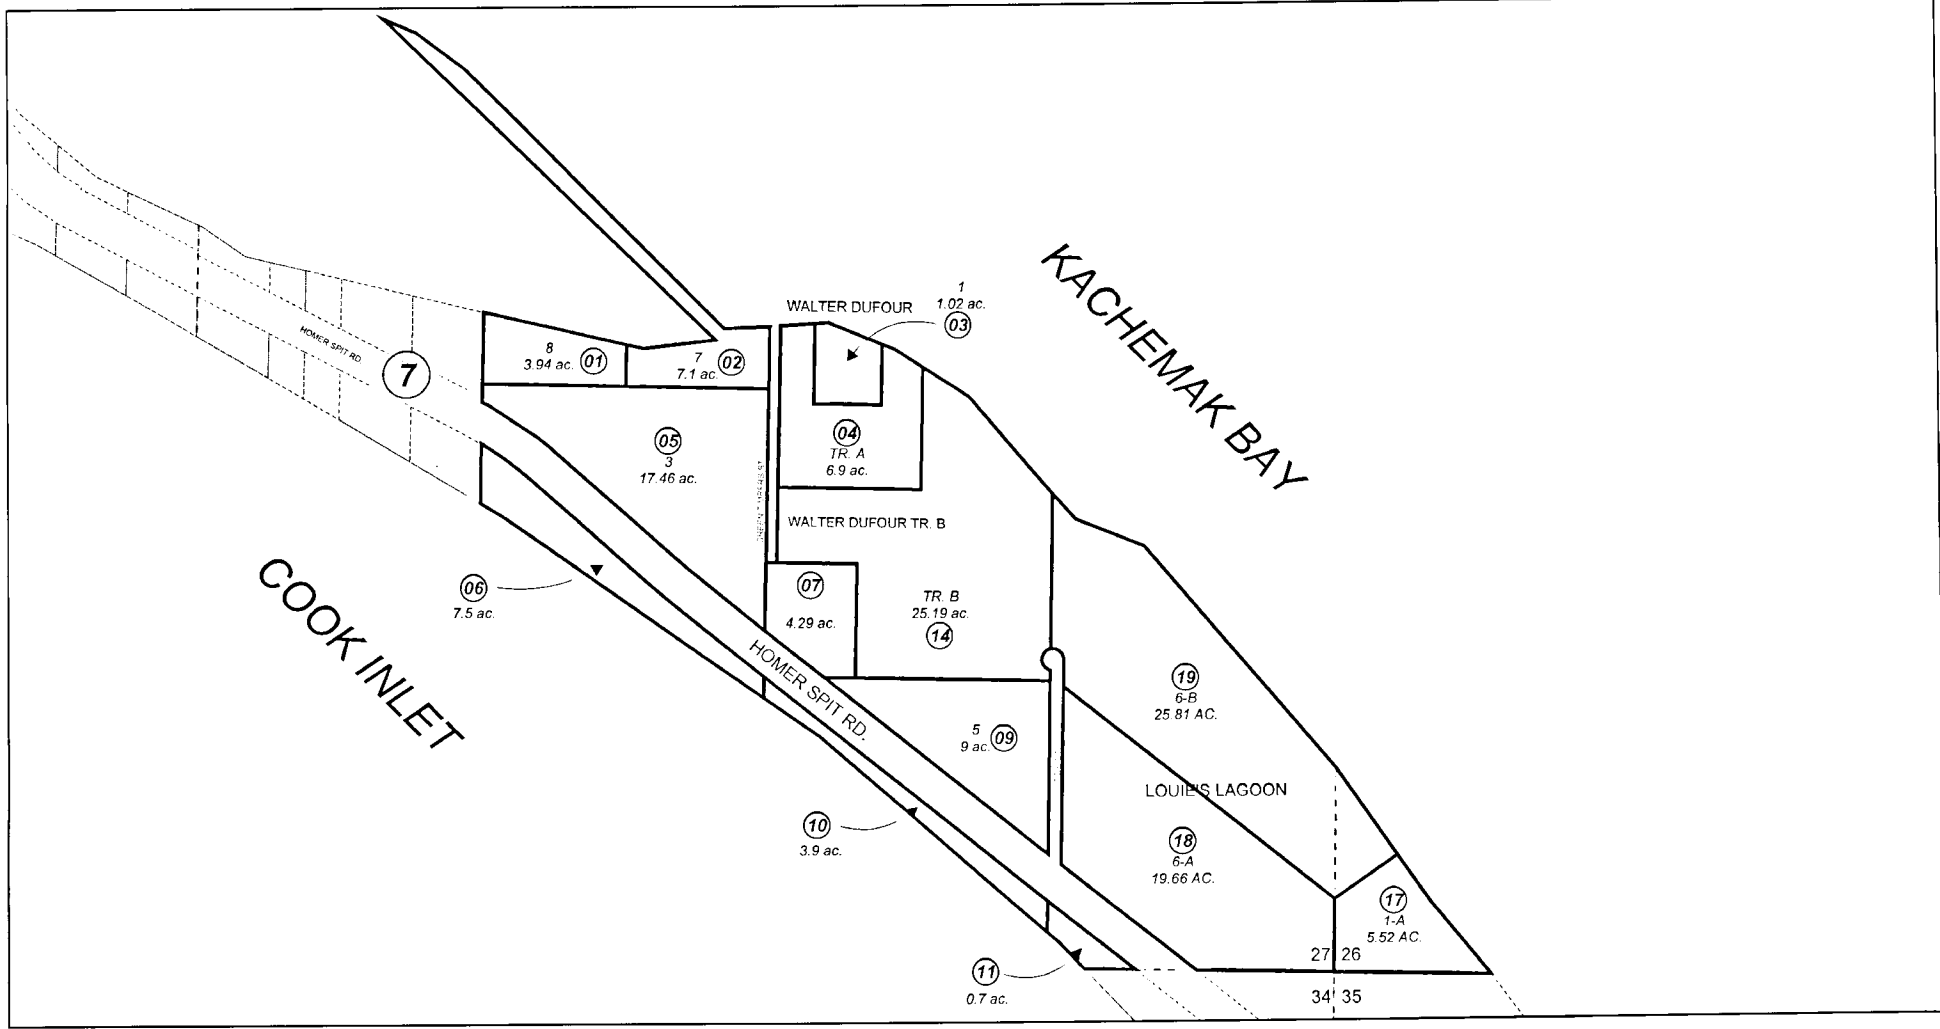 1
1.02 ac.
03
WALTER DUFOUR
KACHEMAK BAY
HOMER SPIT RD.
7
8
3.94 ac.
01
7
7.1 ac.
02
05
3
17.46 ac.
04
TR. A
6.9 ac.
WALTER DUFOUR TR. B
COOK INLET
06
7.5 ac.
07
4.29 ac.
TR. B
25.19 ac.
14
HOMER SPIT RD.
19
6-B
25.81 AC.
5
9 ac.
09
LOUIE'S LAGOON
10
3.9 ac.
18
6-A
19.66 AC.
17
1-A
5.52 AC.
27 26
11
0.7 ac.
34 35